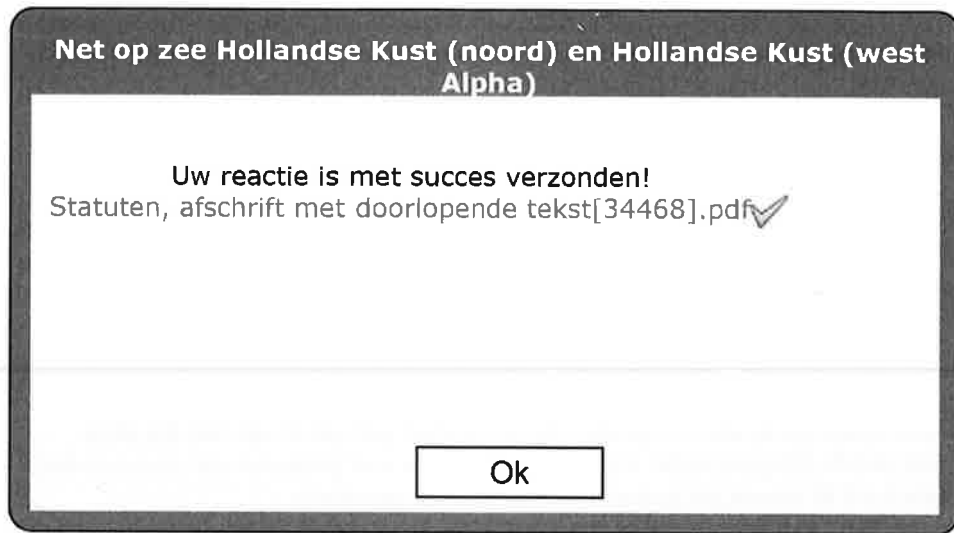 Net op zee Hollandse Kust (noord) en Hollandse Kust (west
Alpha)
Uw reactie is met succes verzonden!
Statuten, afschrift met doorlopende tekst[34468].pdf
Ok